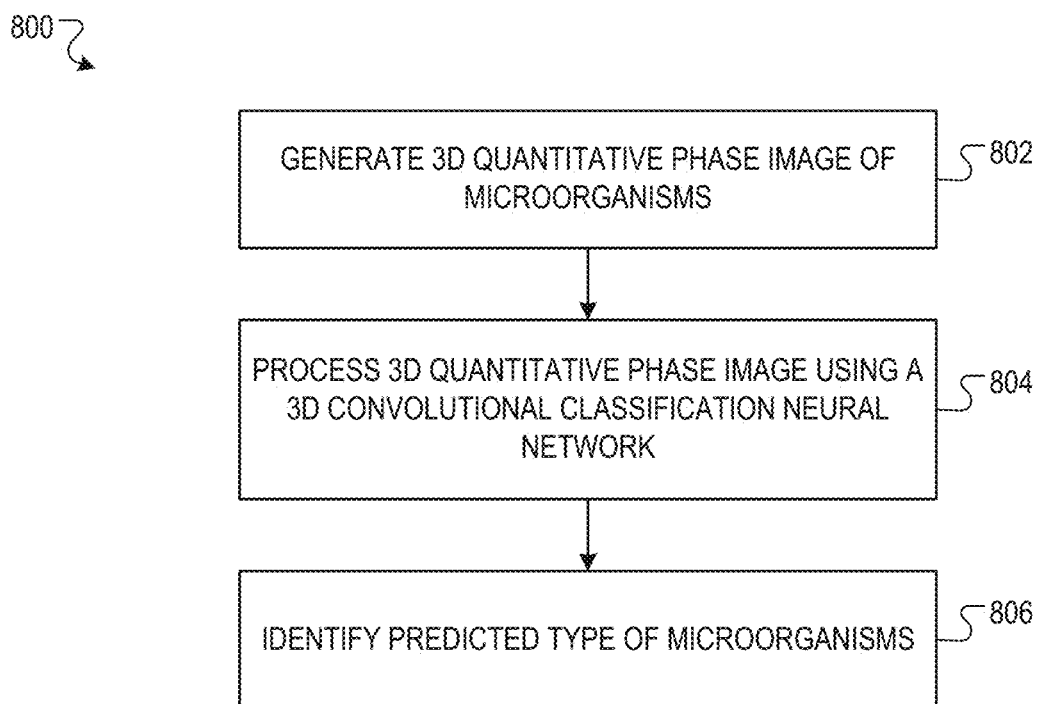 800
GENERATE 3D QUANTITATIVE PHASE IMAGE OF
MICROORGANISMS
802
PROCESS 3D QUANTITATIVE PHASE IMAGE USING A
3D CONVOLUTIONAL CLASSIFICATION NEURAL
NETWORK
804
IDENTIFY PREDICTED TYPE OF MICROORGANISMS
806